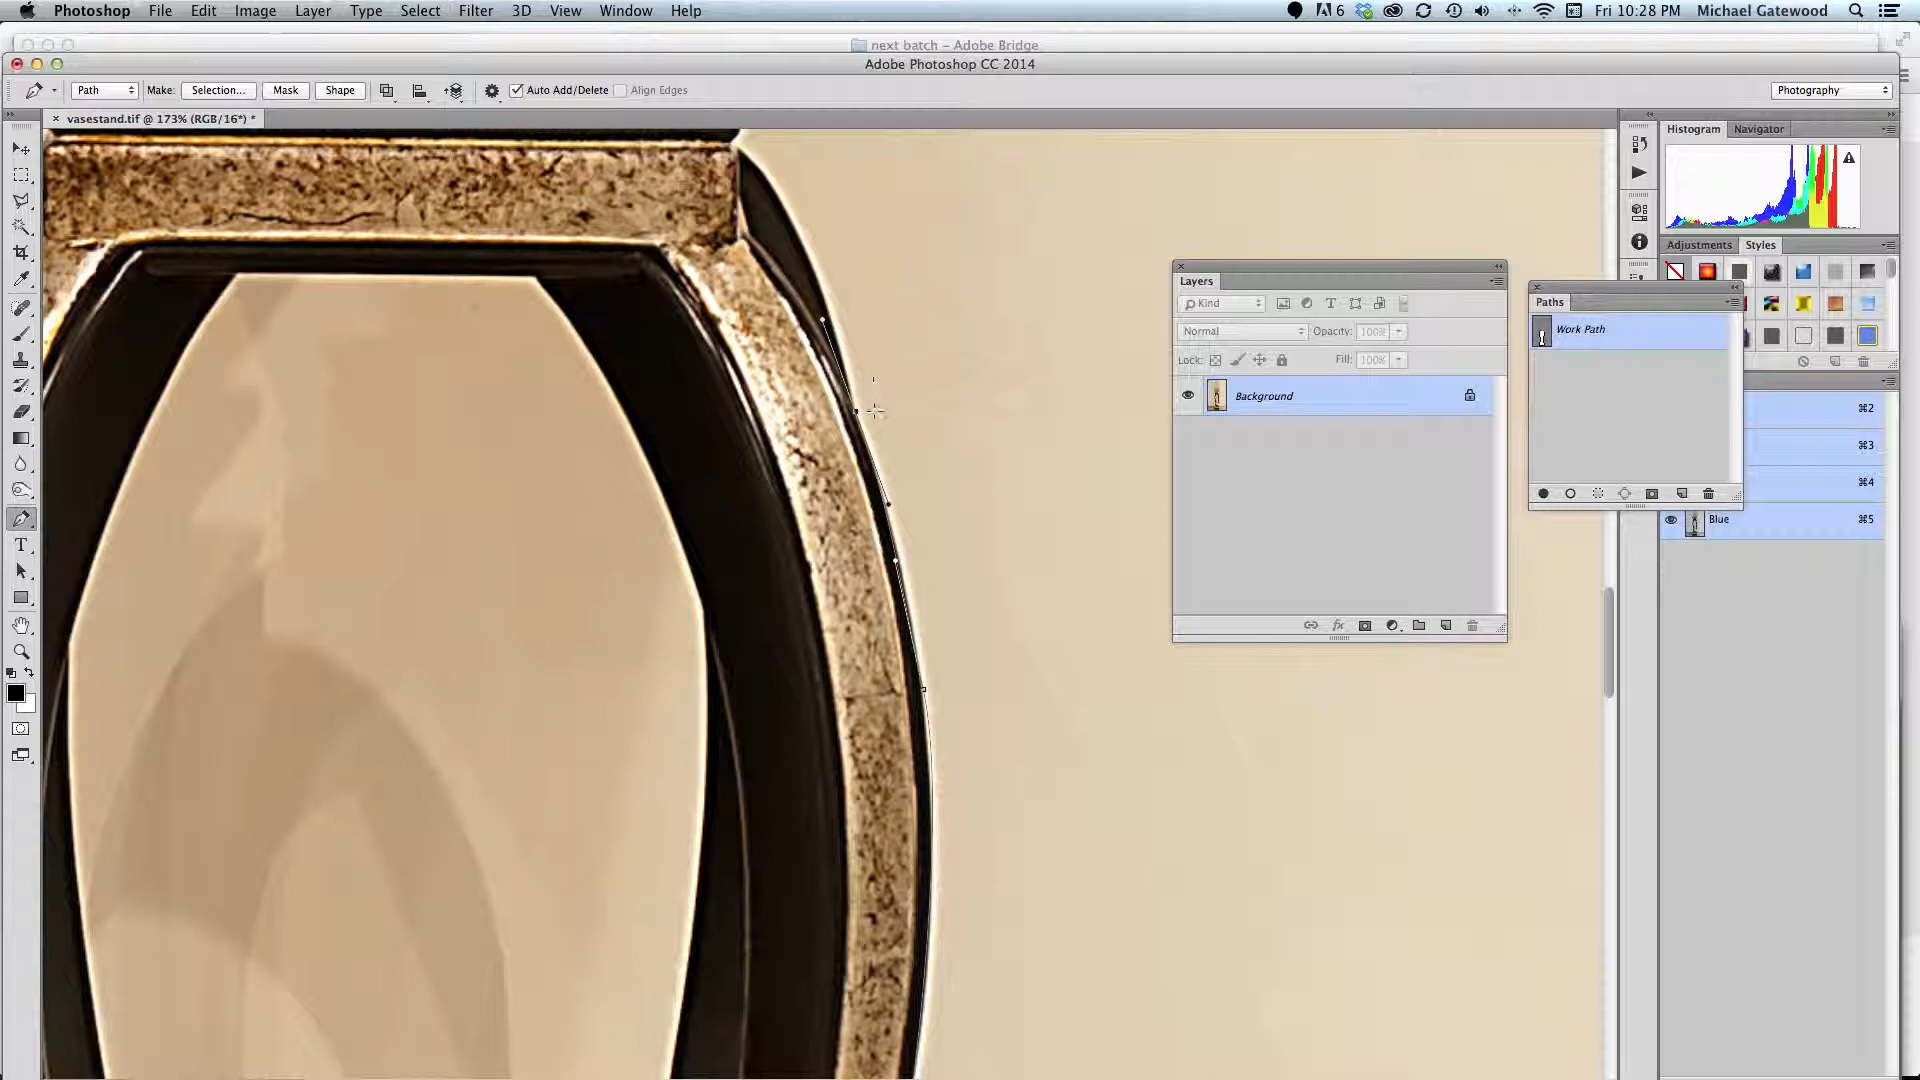 Photoshop File Edit Image Layer Type Select Filter 3D View Window Help 6 Fri 10:28 PM Michael Gatewood
next batch – Adobe Bridge
Adobe Photoshop CC 2014
Path Make: Selection... Mask Shape Auto Add/Delete Align Edges Photography
vasestand.tif @ 173% (RGB/16*) *
Histogram Navigator
Adjustments Styles
Layers
Kind
Normal Opacity: 100%
Lock: Fill: 100%
Background
Paths
Work Path
⌘2
⌘3
⌘4
Blue ⌘5